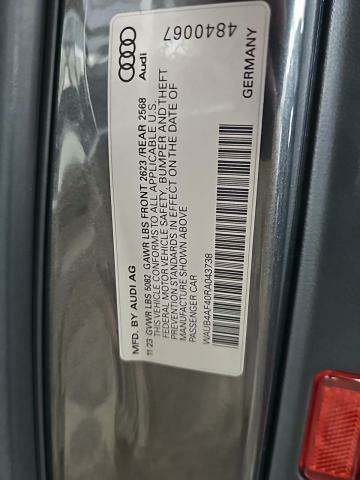 Audi
4840067
GERMANY
MFD. BY AUDI AG
11 23 GVWR LBS 5082 GAWR LBS FRONT 2623 /REAR 2568
THIS VEHICLE CONFORMS TO ALL APPLICABLE U.S.
FEDERAL MOTOR VEHICLE SAFETY, BUMPER AND THEFT
PREVENTION STANDARDS IN EFFECT ON THE DATE OF
MANUFACTURE SHOWN ABOVE
PASSENGER CAR
WAUB4AF40RA043738